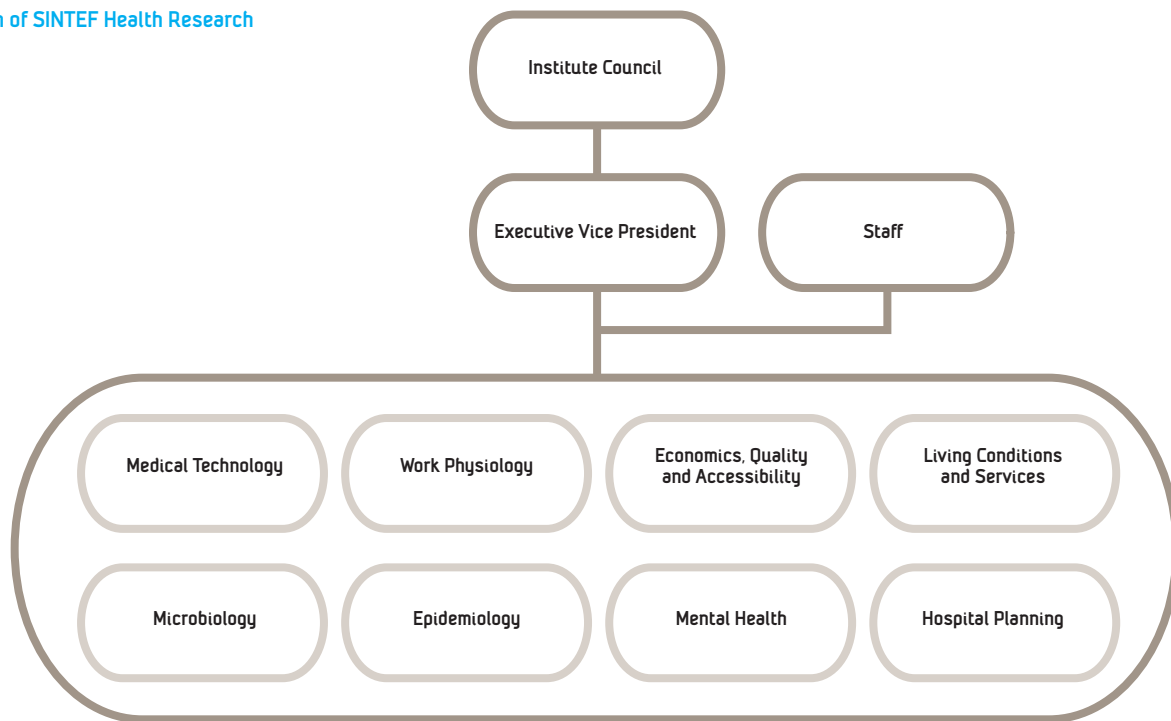 of SINTEF Health Research
Institute Council
Executive Vice President
Staff
Medical Technology
Work Physiology
Economics, Quality
and Accessibility
Living Conditions
and Services
Microbiology
Epidemiology
Mental Health
Hospital Planning